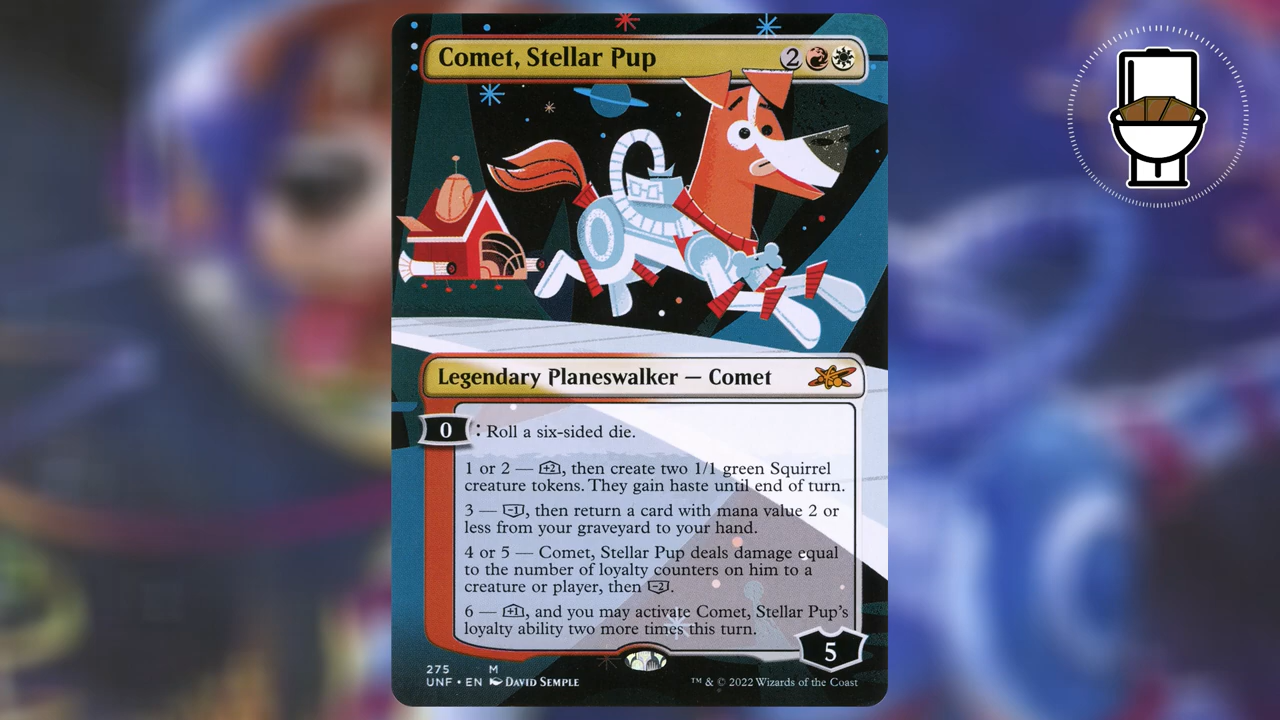 Comet, Stellar Pup 2
Legendary Planeswalker — Comet
0 : Roll a six-sided die.
1 or 2 — +2, then create two 1/1 green Squirrel
creature tokens. They gain haste until end of turn.
3 — -1, then return a card with mana value 2 or
less from your graveyard to your hand.
4 or 5 — Comet, Stellar Pup deals damage equal
to the number of loyalty counters on him to a
creature or player, then -2.
6 — +1, and you may activate Comet, Stellar Pup's
loyalty ability two more times this turn.
5
275 M
UNF • EN David Semple
™ & © 2022 Wizards of the Coast